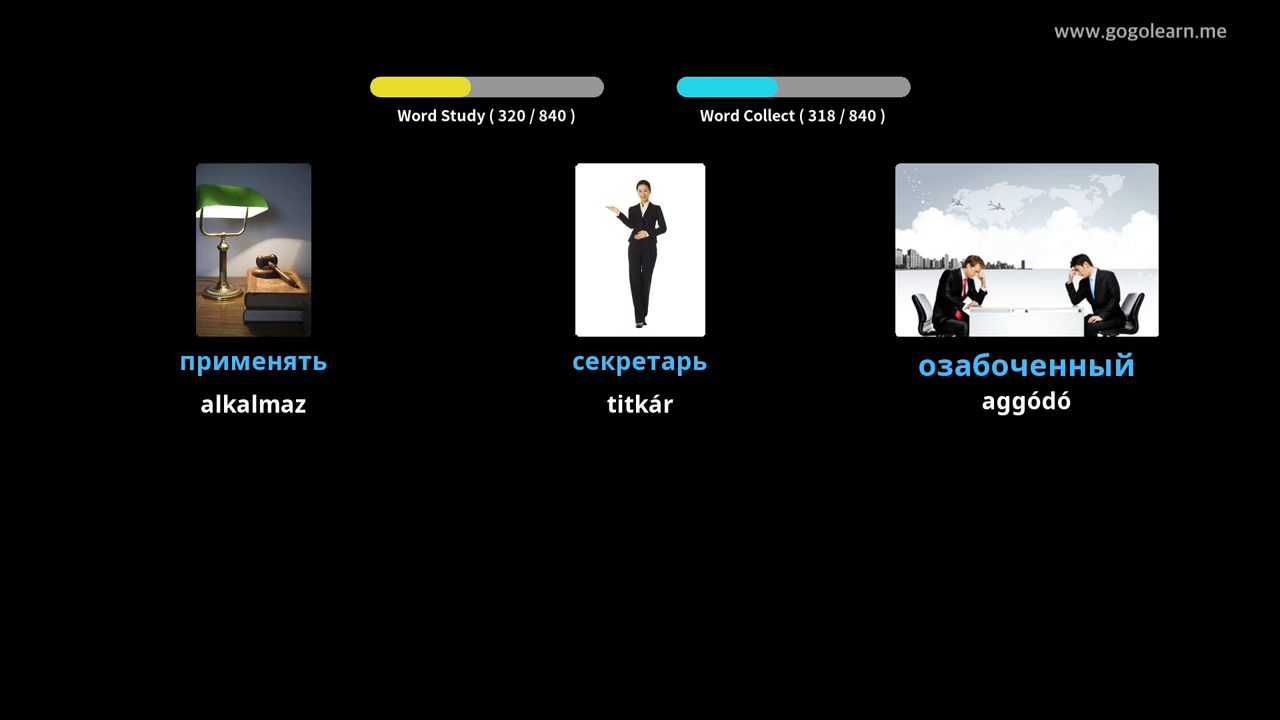 www.gogolearn.me
Word Study ( 320 / 840 )
Word Collect ( 318 / 840 )
применять
секретарь
озабоченный
alkalmaz
titkár
aggódó